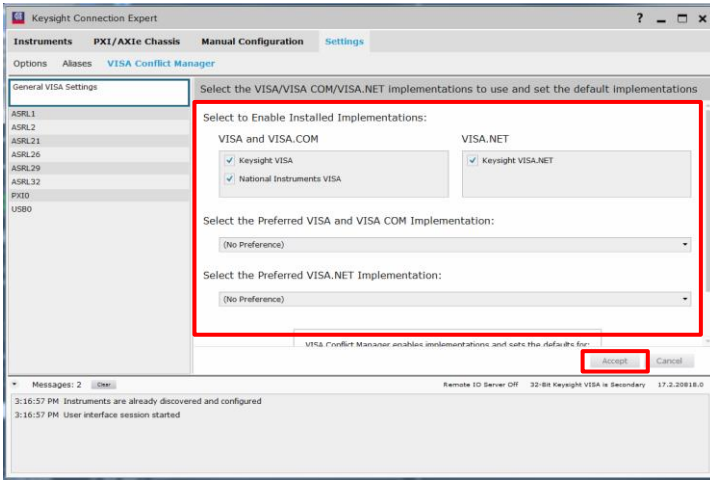 Keysight Connection Expert
Instruments PXI/AXIe Chassis Manual Configuration Settings
Options Aliases VISA Conflict Manager
General VISA Settings
ASRL1
ASRL2
ASRL21
ASRL26
ASRL29
ASRL32
PXI0
USB0
Select the VISA/VISA COM/VISA.NET implementations to use and set the default implementations
Select to Enable Installed Implementations:
VISA and VISA.COM VISA.NET
Keysight VISA Keysight VISA.NET
National Instruments VISA
Select the Preferred VISA and VISA COM Implementation:
(No Preference)
Select the Preferred VISA.NET Implementation:
(No Preference)
VISA Conflict Manager enables implementations and sets the defaults for:
Accept Cancel
Messages: 2 Clear Remote IO Server Off 32-Bit Keysight VISA is Secondary 17.2.20818.0
3:16:57 PM Instruments are already discovered and configured
3:16:57 PM User interface session started